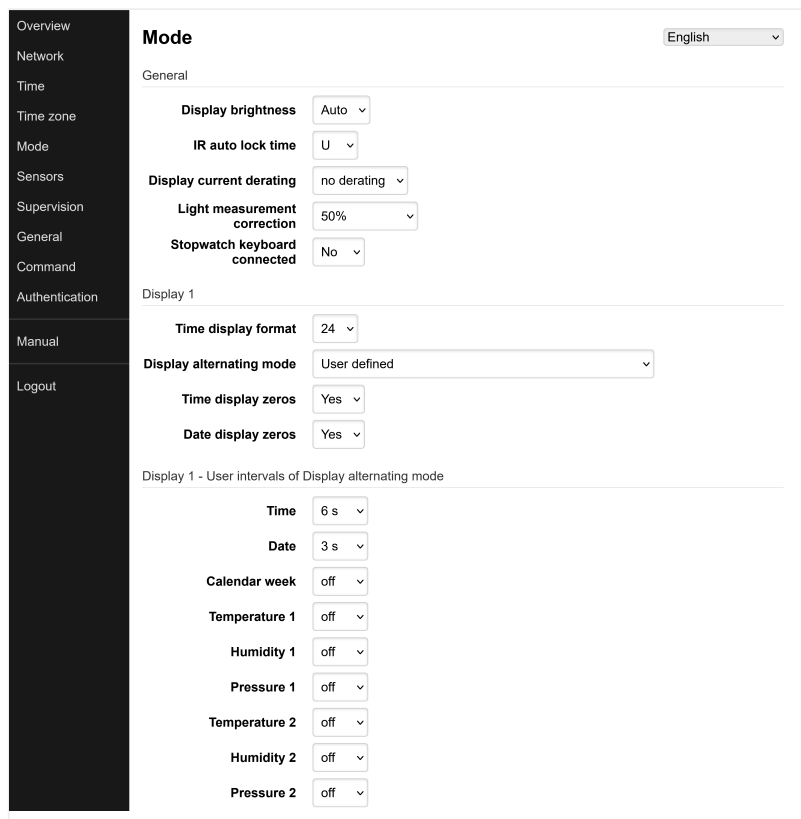 Overview
Network
Time
Time zone
Mode
Sensors
Supervision
General
Command
Authentication
Manual
Logout
Mode
English
General
Display brightness Auto
IR auto lock time U
Display current derating no derating
Light measurement
correction 50%
Stopwatch keyboard
connected No
Display 1
Time display format 24
Display alternating mode User defined
Time display zeros Yes
Date display zeros Yes
Display 1 - User intervals of Display alternating mode
Time 6 s
Date 3 s
Calendar week off
Temperature 1 off
Humidity 1 off
Pressure 1 off
Temperature 2 off
Humidity 2 off
Pressure 2 off